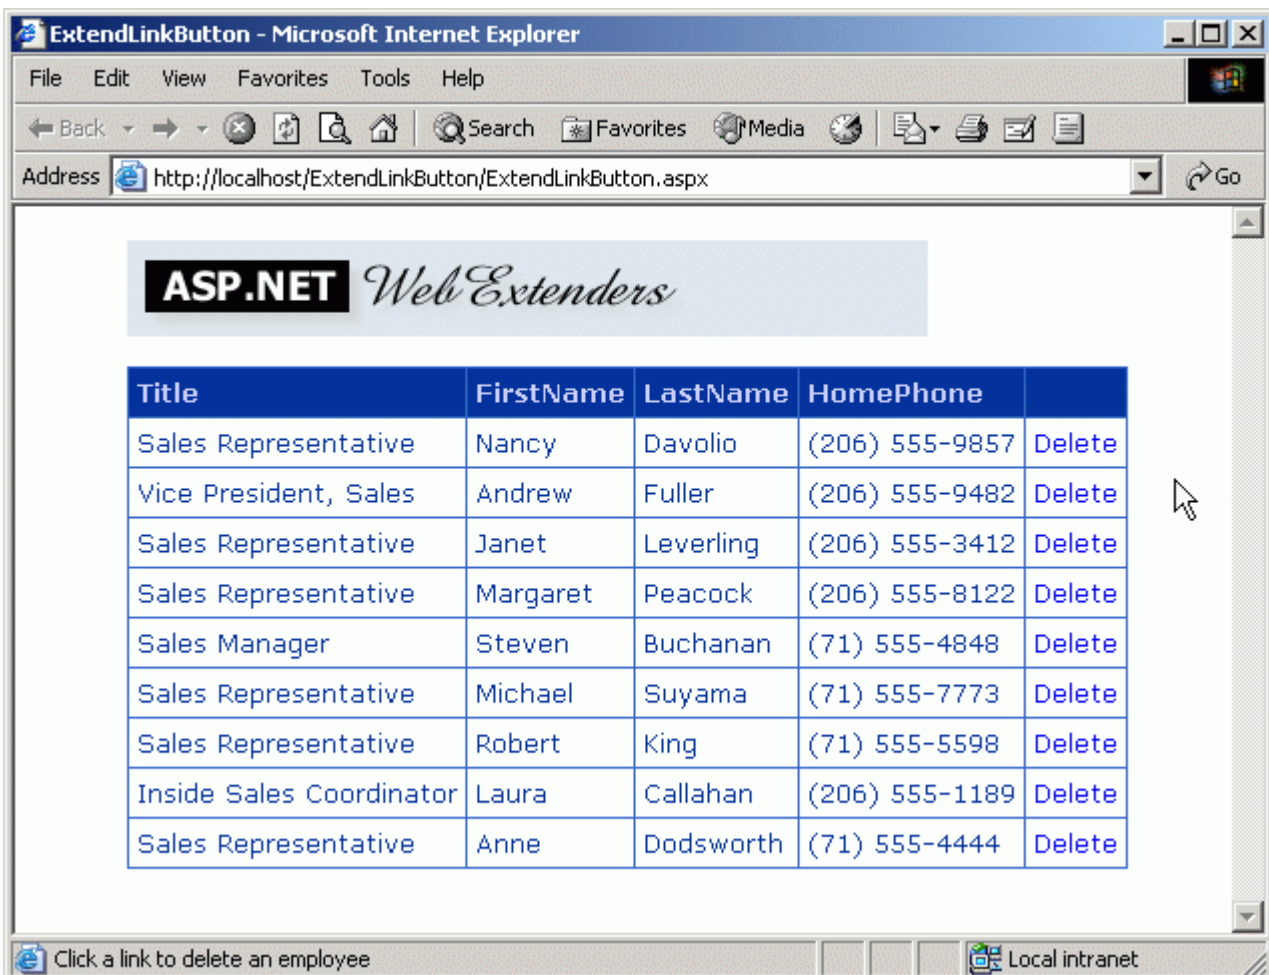 ExtendLinkButton - Microsoft Internet Explorer
File Edit View Favorites Tools Help
Back Search Favorites Media
Address http://localhost/ExtendLinkButton/ExtendLinkButton.aspx Go
ASP.NET WebExtenders
Title FirstName LastName HomePhone
Sales Representative Nancy Davolio (206) 555-9857 Delete
Vice President, Sales Andrew Fuller (206) 555-9482 Delete
Sales Representative Janet Leverling (206) 555-3412 Delete
Sales Representative Margaret Peacock (206) 555-8122 Delete
Sales Manager Steven Buchanan (71) 555-4848 Delete
Sales Representative Michael Suyama (71) 555-7773 Delete
Sales Representative Robert King (71) 555-5598 Delete
Inside Sales Coordinator Laura Callahan (206) 555-1189 Delete
Sales Representative Anne Dodsworth (71) 555-4444 Delete
Click a link to delete an employee Local intranet